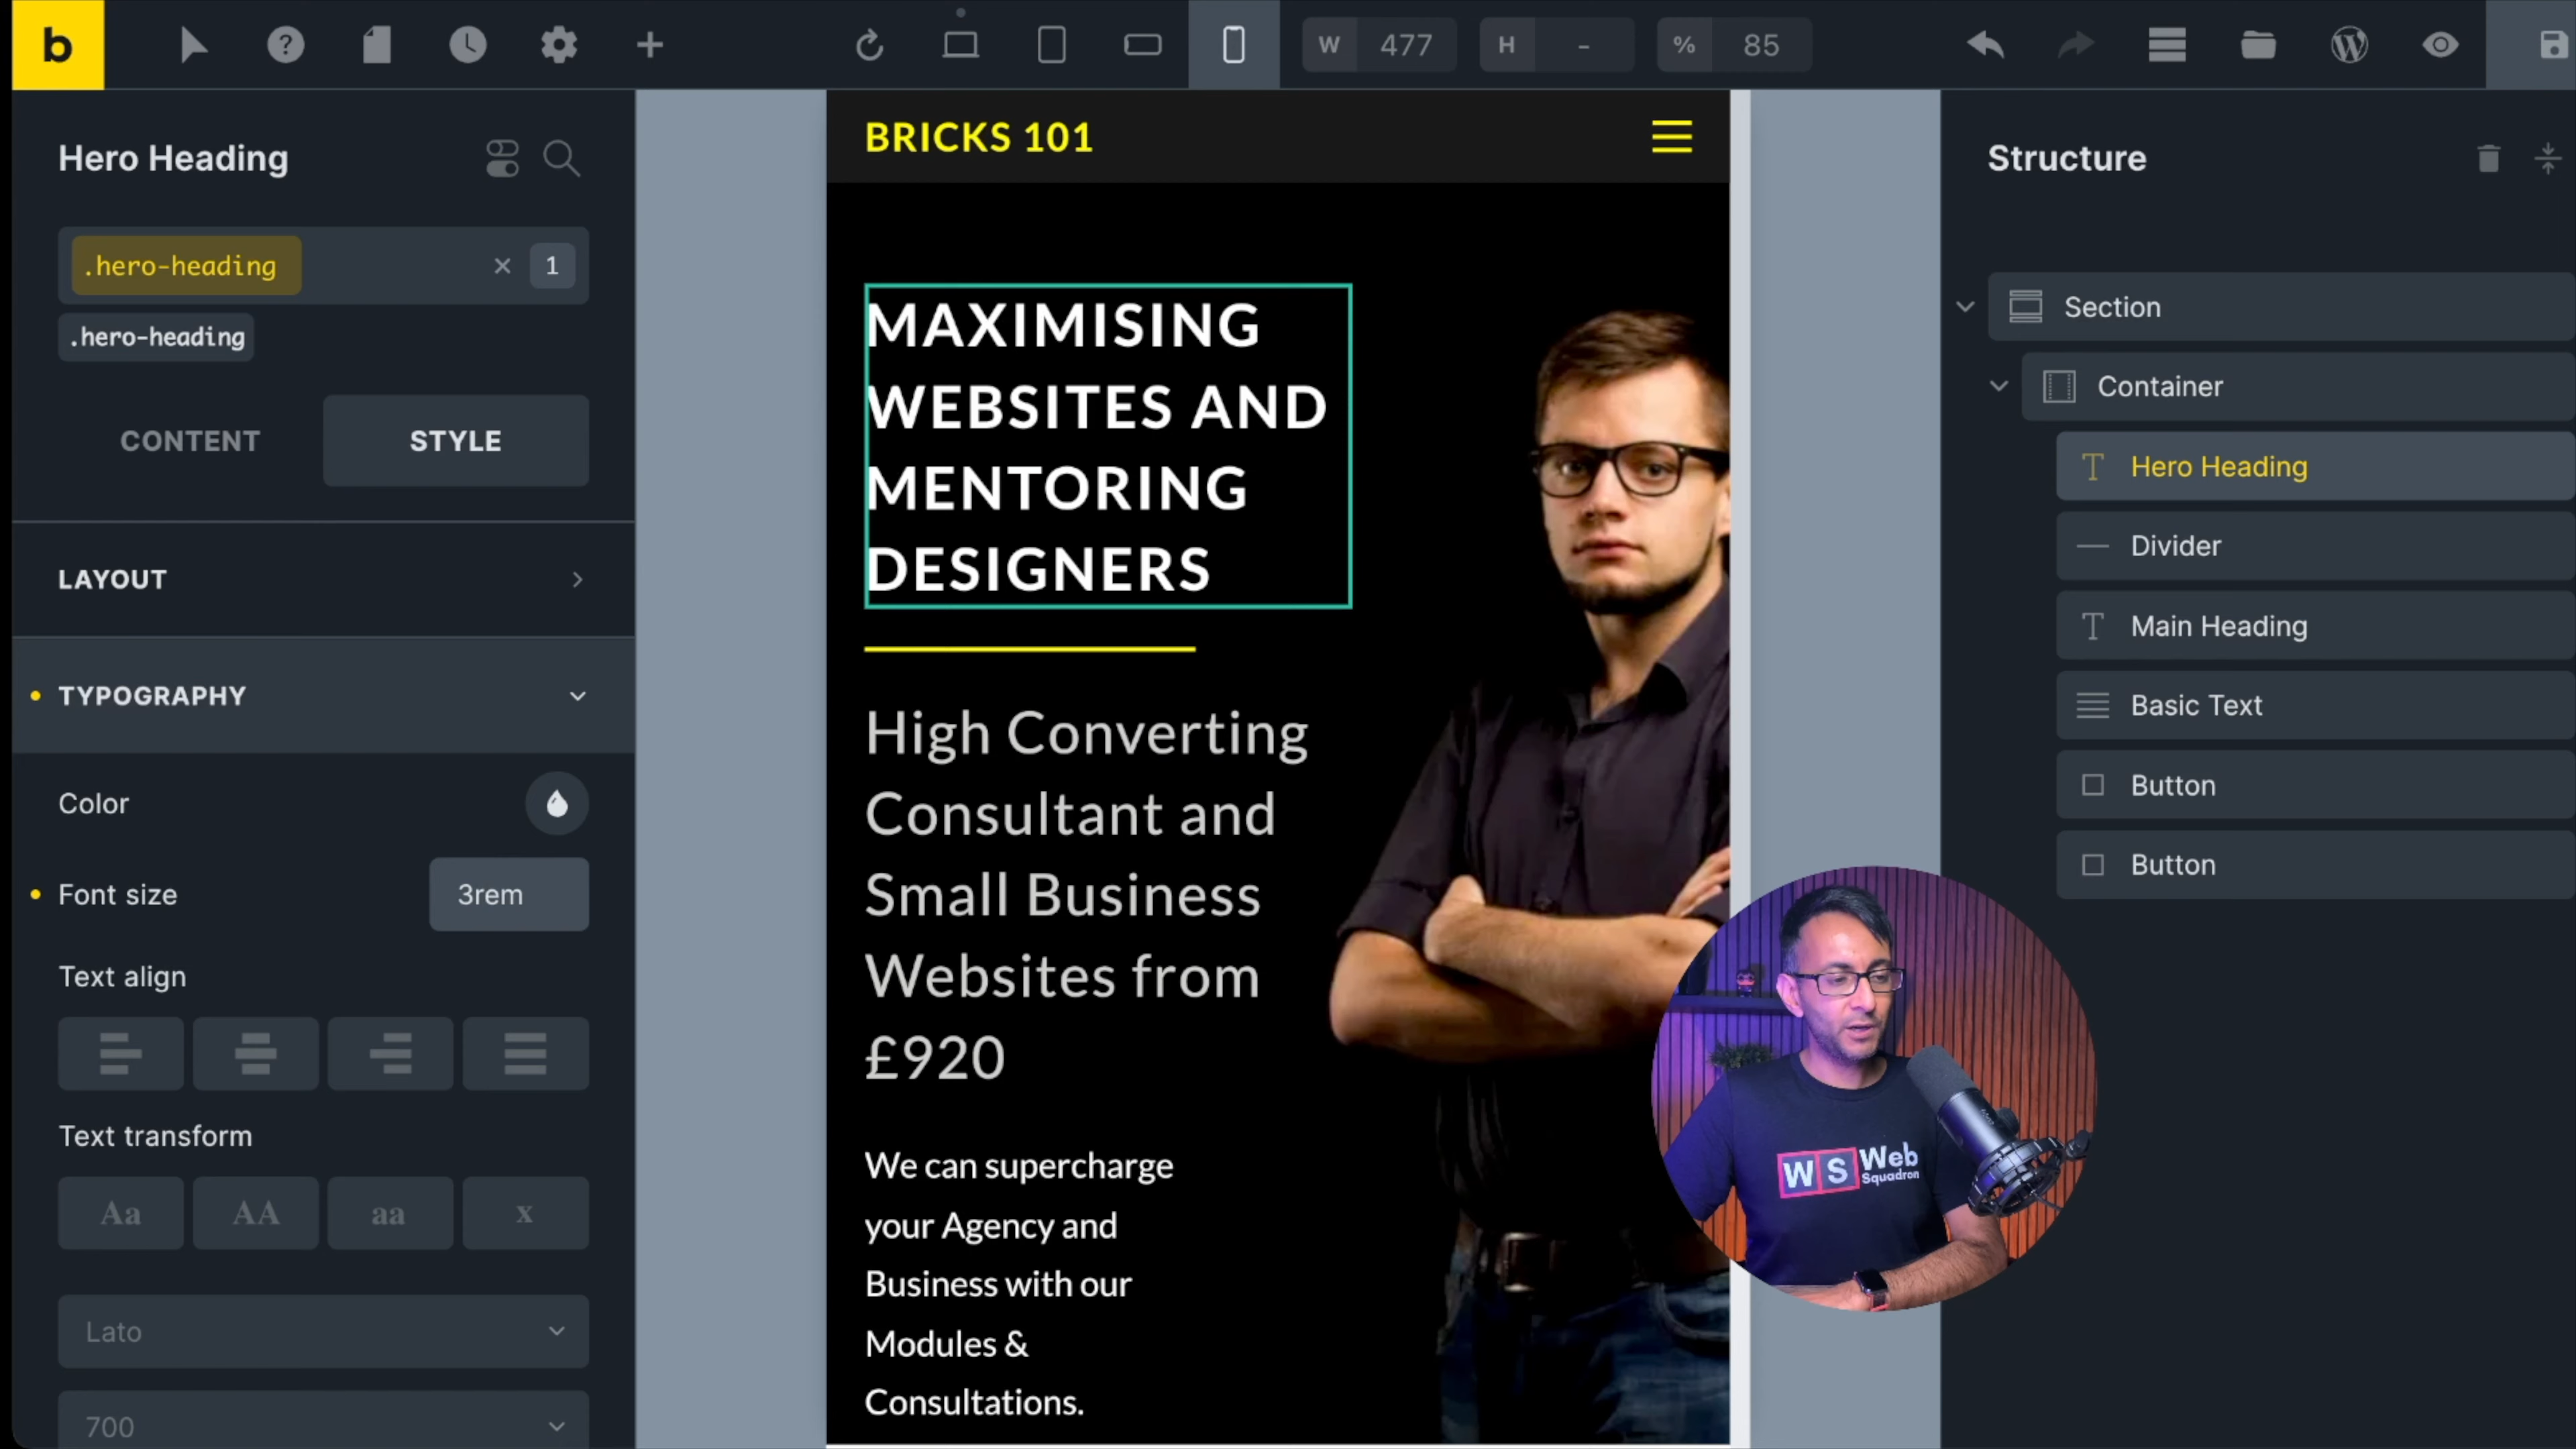 b
?
W 477
H -
% 85
Hero Heading
.hero-heading × 1
.hero-heading
CONTENT
STYLE
LAYOUT
TYPOGRAPHY
Color
Font size
3rem
Text align
Text transform
Aa
AA
aa
x
Lato
700
BRICKS 101
MAXIMISING
WEBSITES AND
MENTORING
DESIGNERS
High Converting
Consultant and
Small Business
Websites from
£920
We can supercharge
your Agency and
Business with our
Modules &
Consultations.
WS Web
Squadron
Structure
Section
Container
Hero Heading
Divider
Main Heading
Basic Text
Button
Button